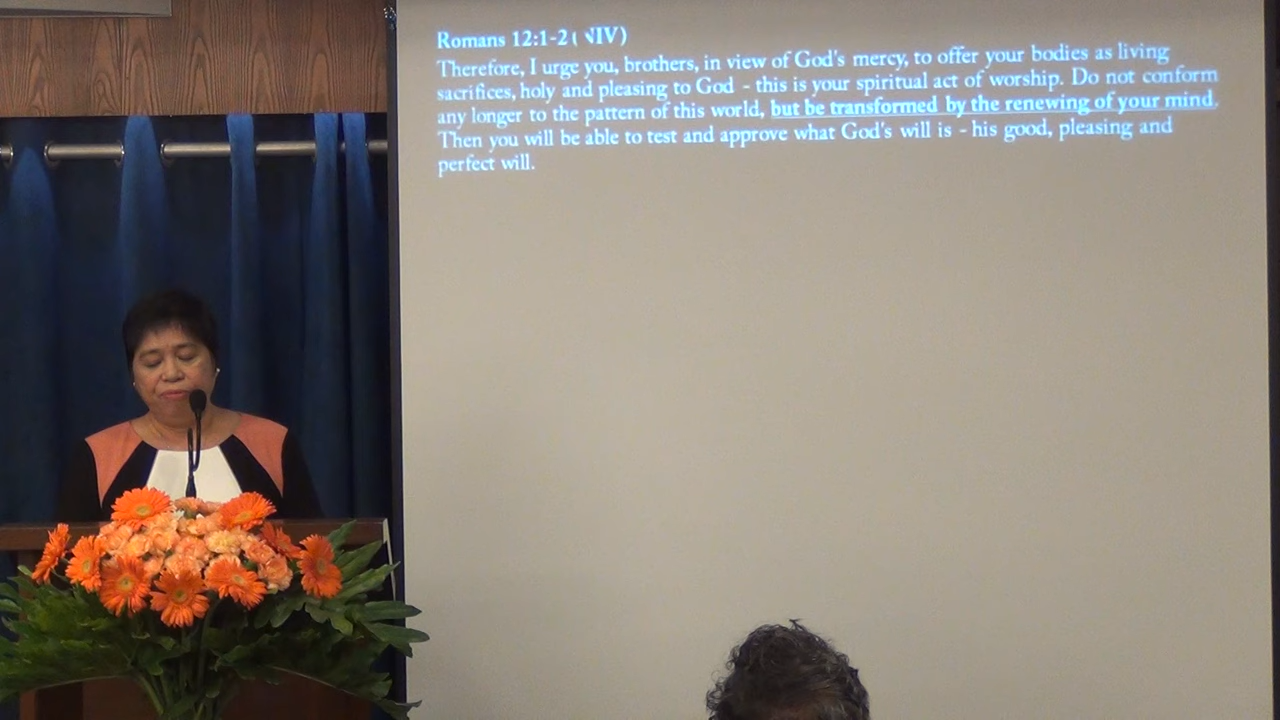 Romans 12:1-2 (NIV)
Therefore, I urge you, brothers, in view of God's mercy, to offer your bodies as living
sacrifices, holy and pleasing to God - this is your spiritual act of worship. Do not conform
any longer to the pattern of this world, but be transformed by the renewing of your mind.
Then you will be able to test and approve what God's will is - his good, pleasing and
perfect will.